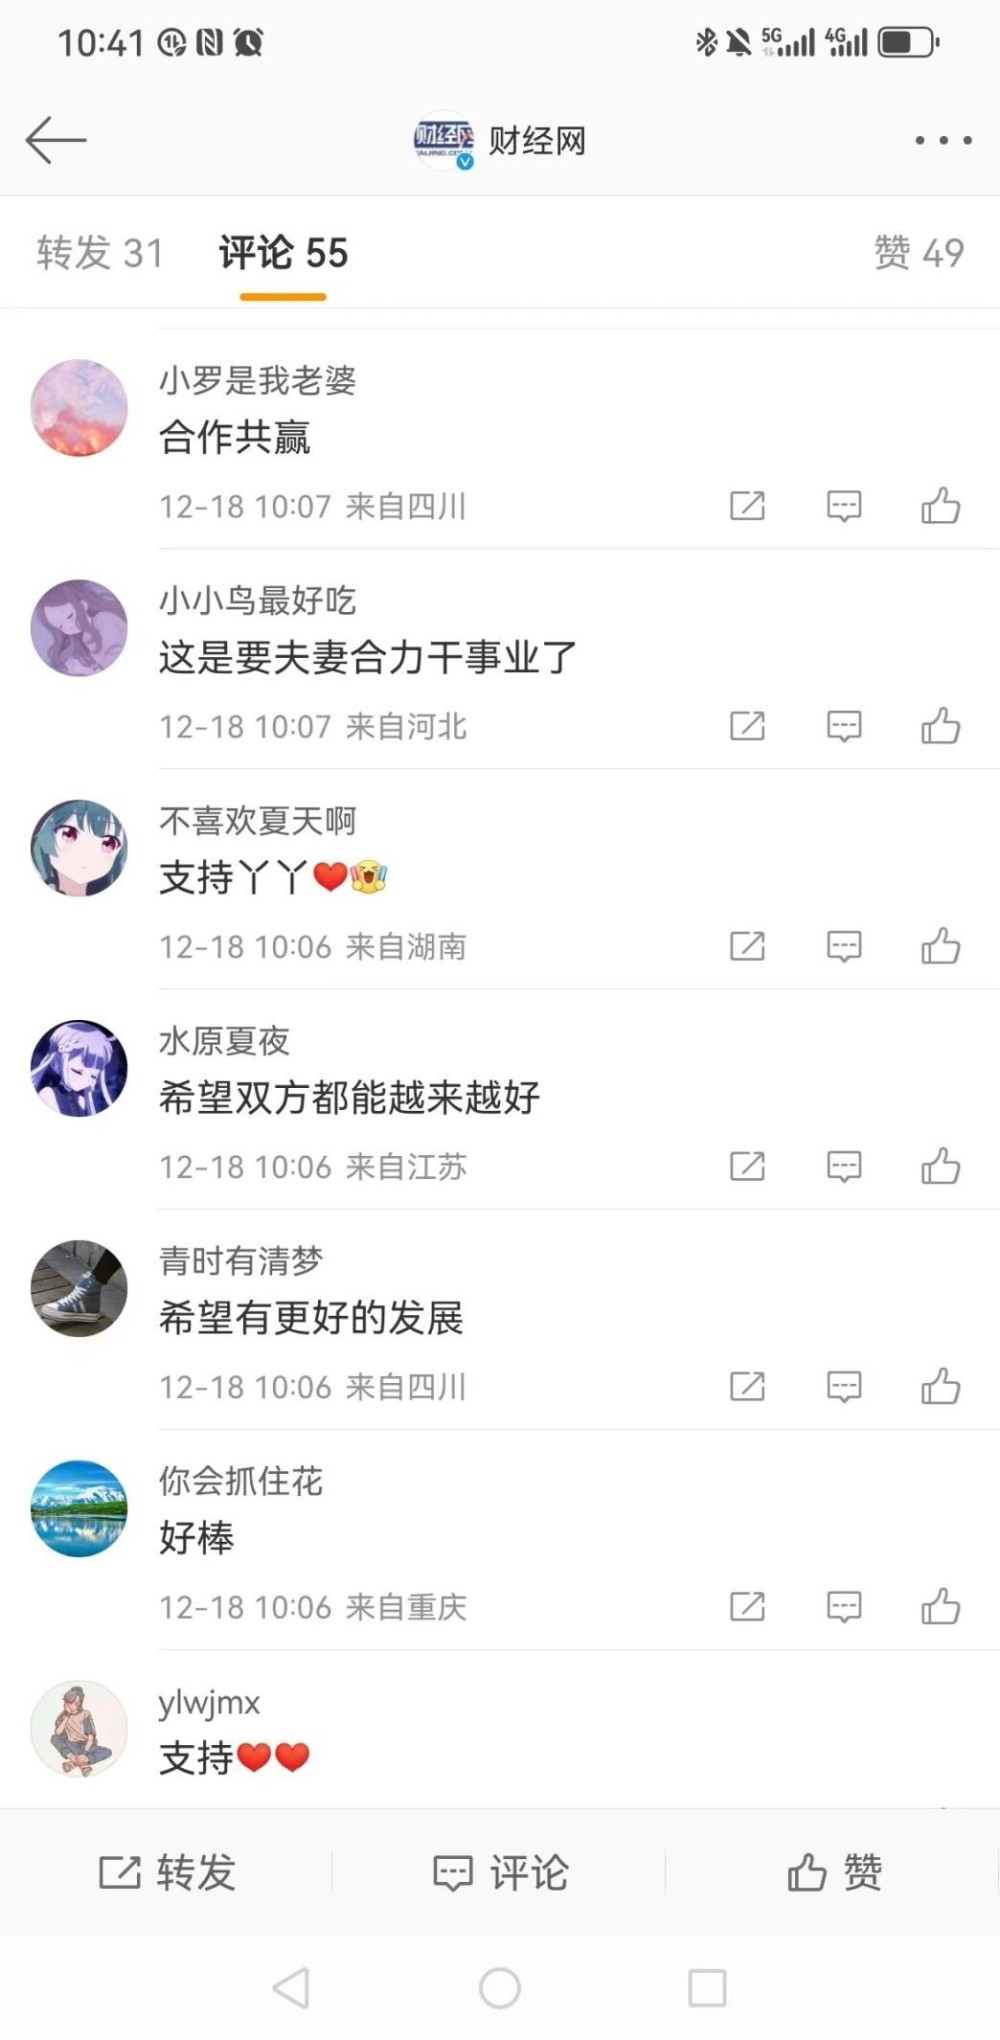 10:41
5G 4G
财经网
财经网
转发 31 评论 55 赞 49
小罗是我老婆
合作共赢
12-18 10:07 来自四川
小小鸟最好吃
这是要夫妻合力干事业了
12-18 10:07 来自河北
不喜欢夏天啊
支持丫丫❤️
12-18 10:06 来自湖南
水原夏夜
希望双方都能越来越好
12-18 10:06 来自江苏
青时有清梦
希望有更好的发展
12-18 10:06 来自四川
你会抓住花
好棒
12-18 10:06 来自重庆
ylwjmx
支持❤️❤️
转发 评论 赞